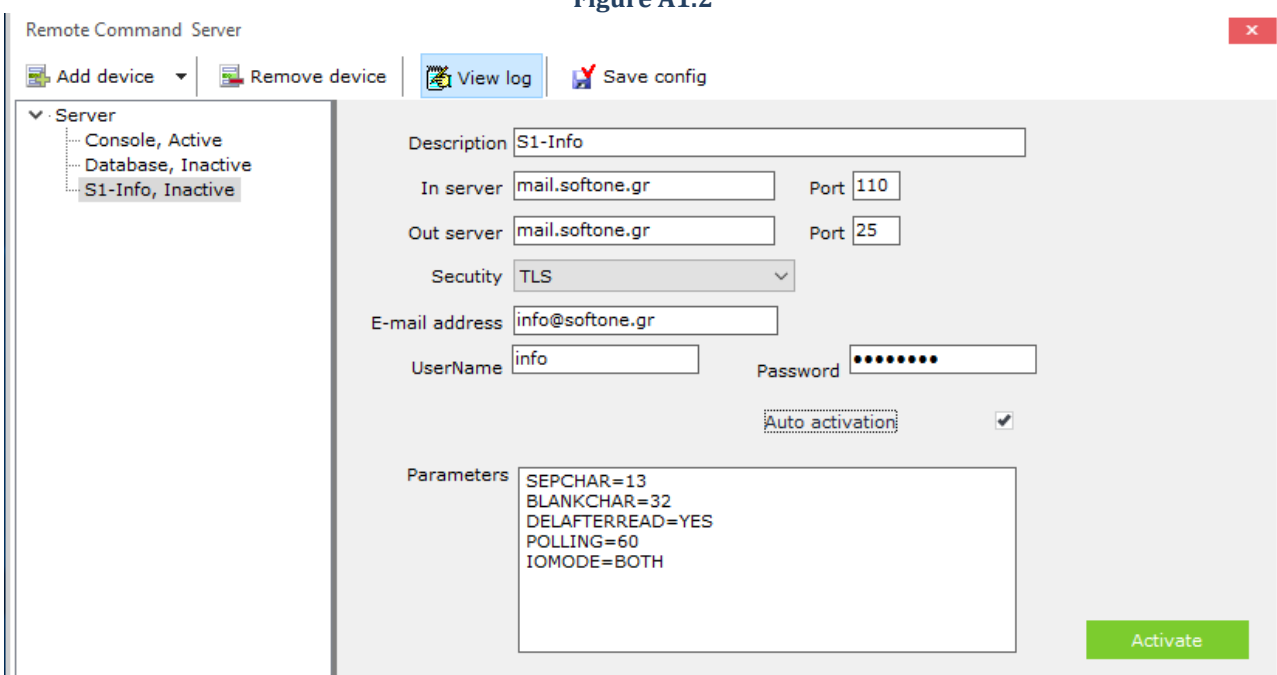 Figure A1.2
Remote Command Server
Add device Remove device View log Save config
Server
Console, Active
Database, Inactive
S1-Info, Inactive
Description S1-Info
In server mail.softone.gr Port 110
Out server mail.softone.gr Port 25
Secutity TLS
E-mail address info@softone.gr
UserName info Password ••••••••
Auto activation
Parameters
SEPCHAR=13
BLANKCHAR=32
DELAFTERREAD=YES
POLLING=60
IOMODE=BOTH
Activate